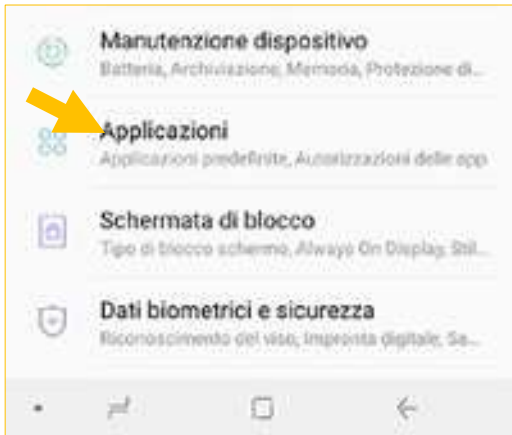 Manutenzione dispositivo
Batteria, Archiviazione, Memoria, Protezione di...
Applicazioni
Applicazioni predefinite, Autorizzazioni delle app
Schermata di blocco
Tipo di blocco schermo, Always On Display, Stil...
Dati biometrici e sicurezza
Riconoscimento del viso, Impronta digitale, Sa...